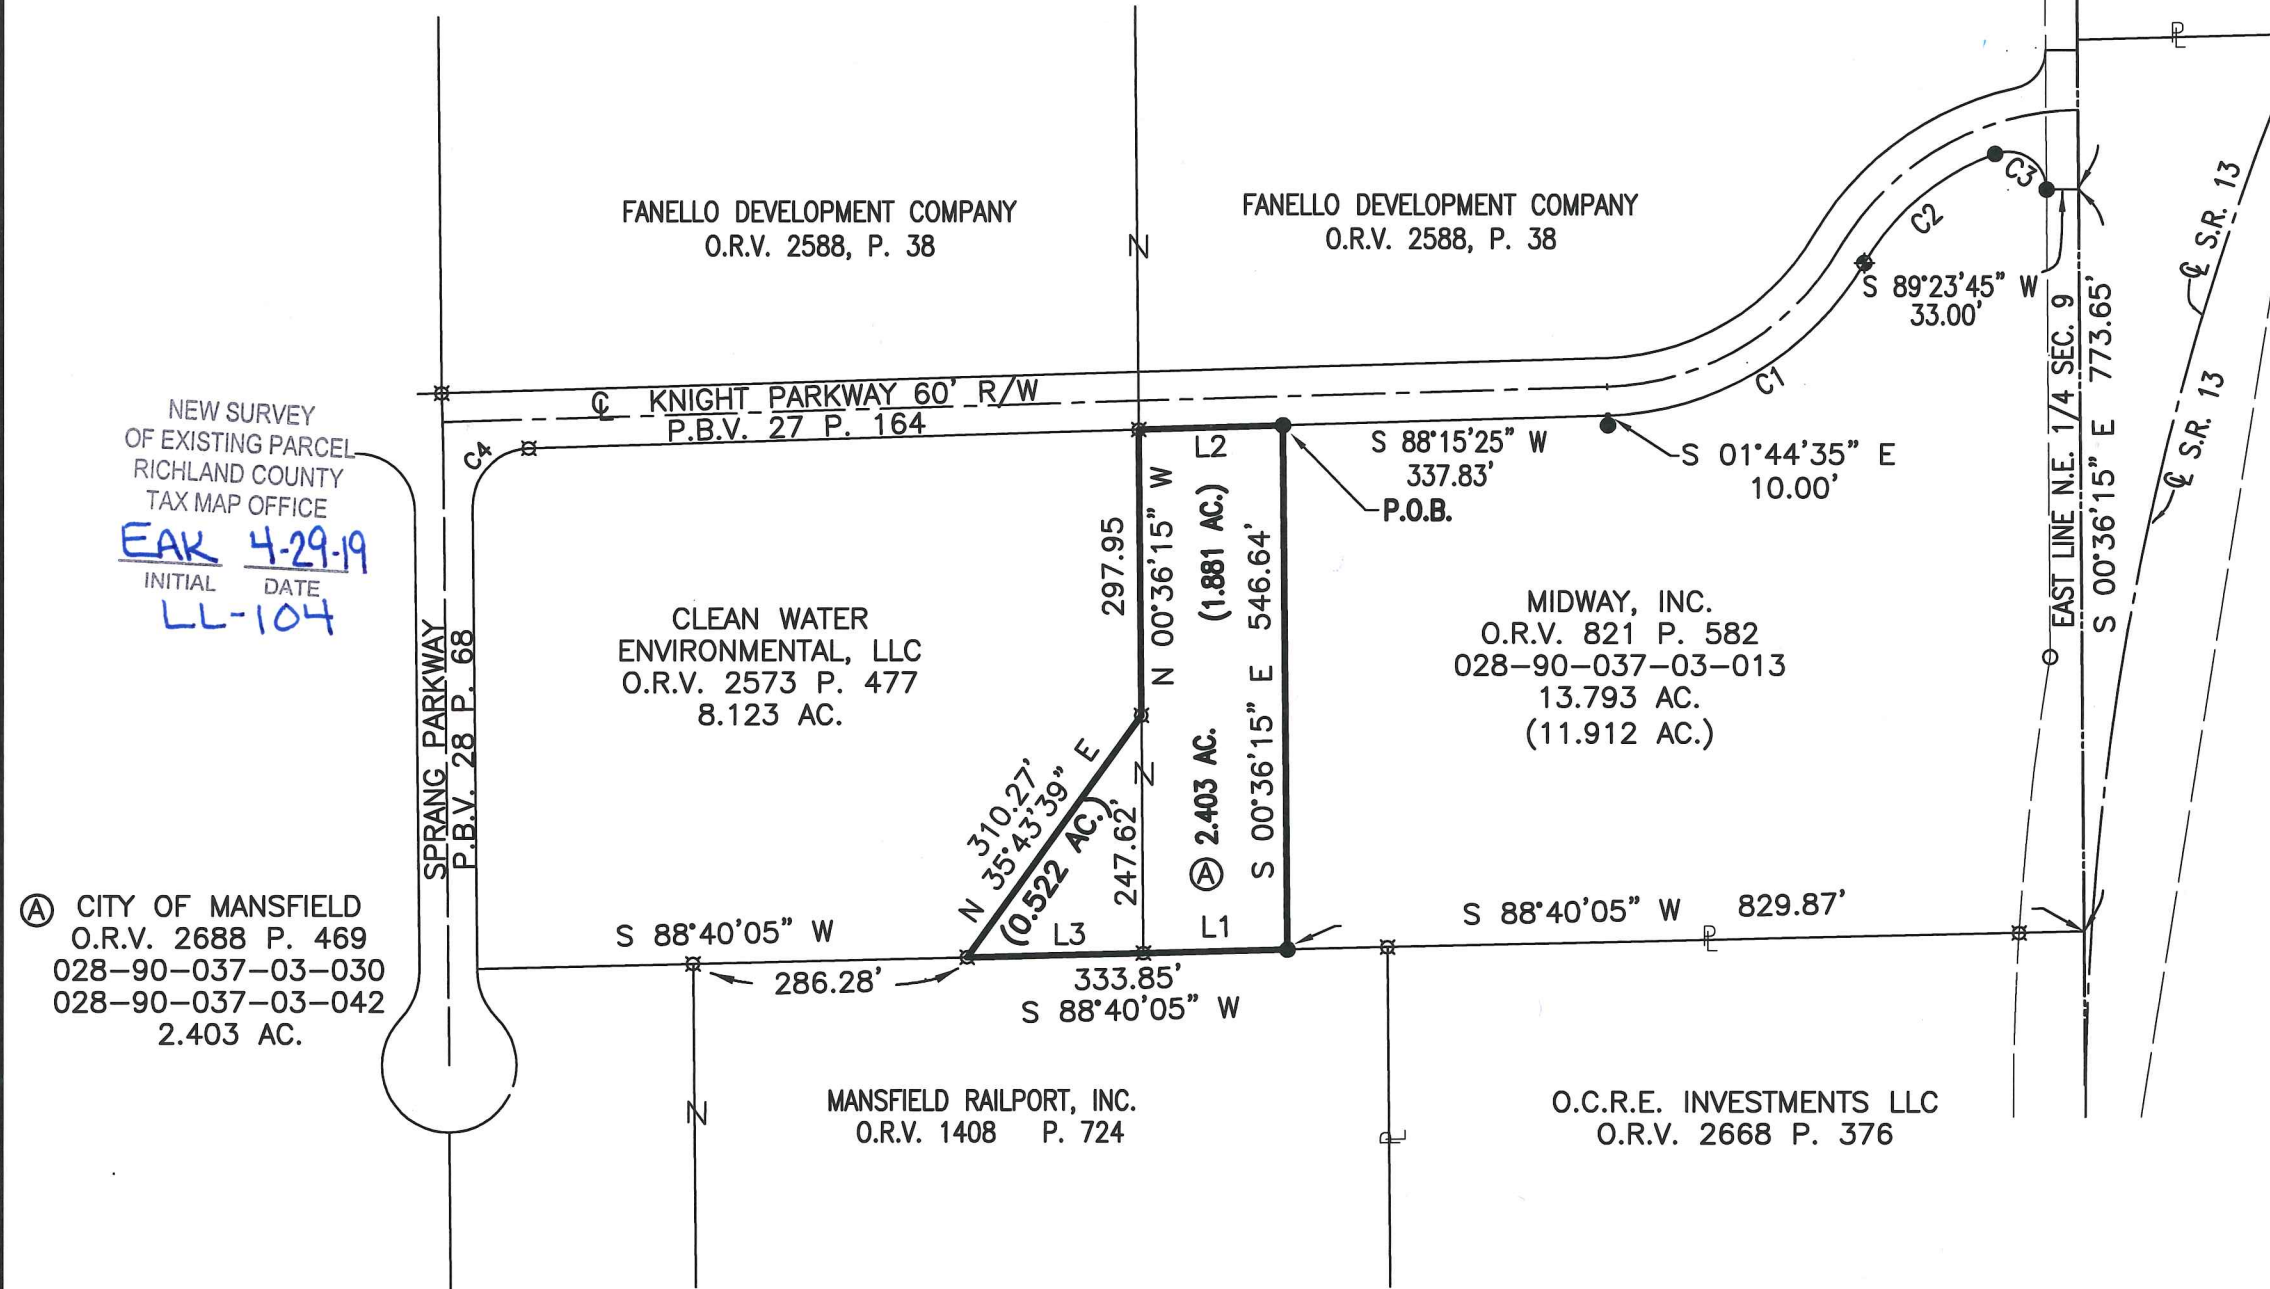 FANELLO DEVELOPMENT COMPANY
O.R.V. 2588, P. 38
FANELLO DEVELOPMENT COMPANY
O.R.V. 2588, P. 38
C3
C2
C1
S 89°23'45" W
33.00'
EAST LINE N.E. 1/4 SEC. 9
S 00°36'15" E 773.65'
℄ S.R. 13
℄ S.R. 13
℄ KNIGHT PARKWAY 60' R/W
P.B.V. 27 P. 164
NEW SURVEY
OF EXISTING PARCEL
RICHLAND COUNTY
TAX MAP OFFICE
EAK 4-29-19
INITIAL DATE
LL-104
C4
L2
S 88°15'25" W
337.83'
P.O.B.
S 01°44'35" E
10.00'
297.95
N 00°36'15" W
(1.881 AC.)
Ⓐ 2.403 AC.
S 00°36'15" E 546.64'
CLEAN WATER
ENVIRONMENTAL, LLC
O.R.V. 2573 P. 477
8.123 AC.
MIDWAY, INC.
O.R.V. 821 P. 582
028-90-037-03-013
13.793 AC.
(11.912 AC.)
SPRANG PARKWAY
P.B.V. 28 P. 68
310.27'
N 35°43'39" E
(0.522 AC.)
247.62'
Ⓐ CITY OF MANSFIELD
O.R.V. 2688 P. 469
028-90-037-03-030
028-90-037-03-042
2.403 AC.
S 88°40'05" W
286.28'
L3
L1
333.85'
S 88°40'05" W
S 88°40'05" W 829.87'
MANSFIELD RAILPORT, INC.
O.R.V. 1408 P. 724
O.C.R.E. INVESTMENTS LLC
O.R.V. 2668 P. 376